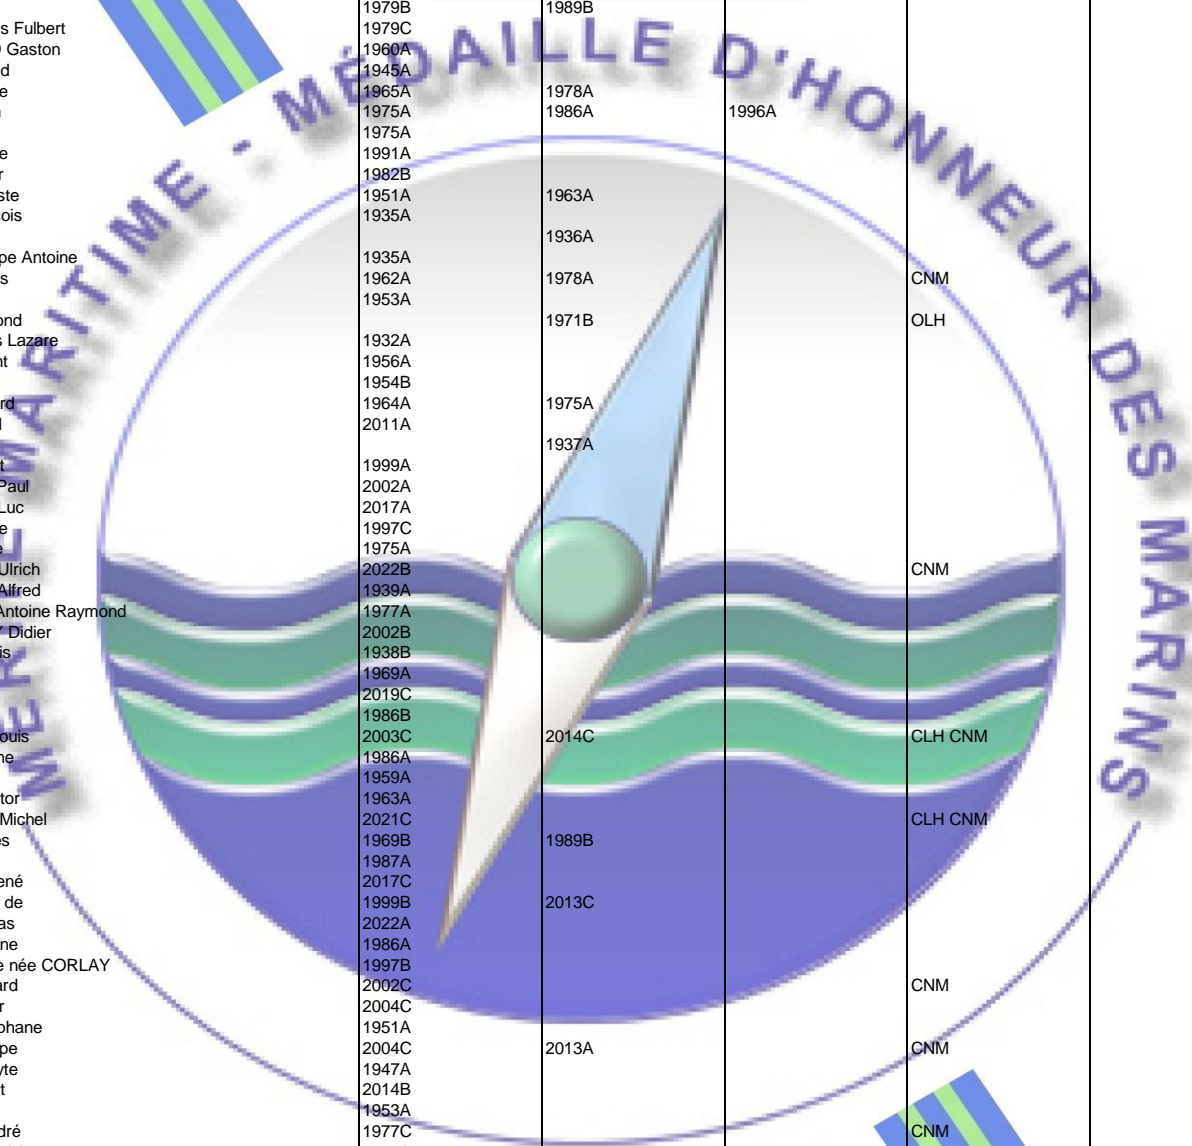 MÉRITE MARITIME - MÉDAILLE D'HONNEUR DES MARINS
1979B 1989B
s Fulbert 1979C
Gaston 1960A
d 1945A
e 1965A 1978A
1975A 1986A 1996A
1975A
e 1991A
r 1982B
ste 1951A 1963A
ois 1935A
1936A
pe Antoine 1935A
s 1962A 1978A CNM
1953A
ond 1971B OLH
s Lazare 1932A
nt 1956A
1954B
rd 1964A 1975A
l 2011A
1937A
t 1999A
Paul 2002A
Luc 2017A
e 1997C
e 1975A
Ulrich 2022B CNM
Alfred 1939A
Antoine Raymond 1977A
Y Didier 2002B
is 1938B
1969A
2019C
1986B
ouis 2003C 2014C CLH CNM
ne 1986A
1959A
tor 1963A
Michel 2021C CLH CNM
es 1969B 1989B
1987A
ené 2017C
de 1999B 2013C
as 2022A
ne 1986A
e née CORLAY 1997B
ard 2002C CNM
r 2004C
phane 1951A
pe 2004C 2013A CNM
yte 1947A
t 2014B
1953A
dré 1977C CNM